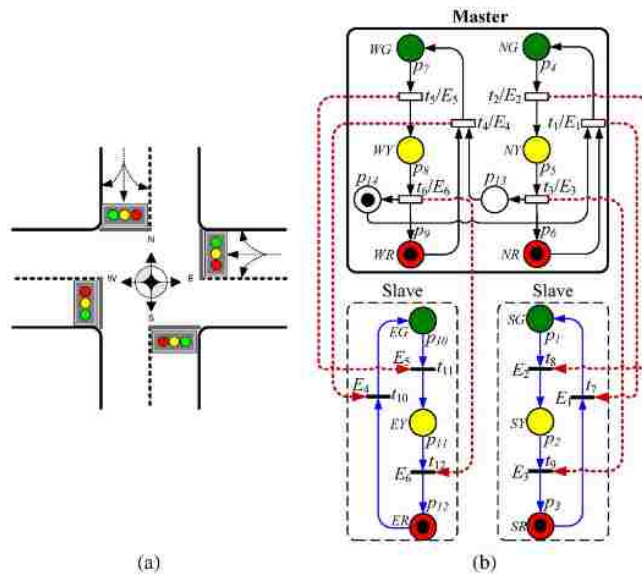 Master
WG
p7
NG
p4
t5/E5
t2/E2
t4/E4
t1/E1
WY
p8
NY
p5
p14
t6/E6
p13
t3/E3
p9
WR
p6
NR
N
W
E
S
Slave
Slave
EG
p10
SG
p1
E5
t11
E2
t8
E4
t10
E1
t7
EY
p11
SY
p2
E6
t12
E3
t9
p12
ER
p3
SR
(a)
(b)